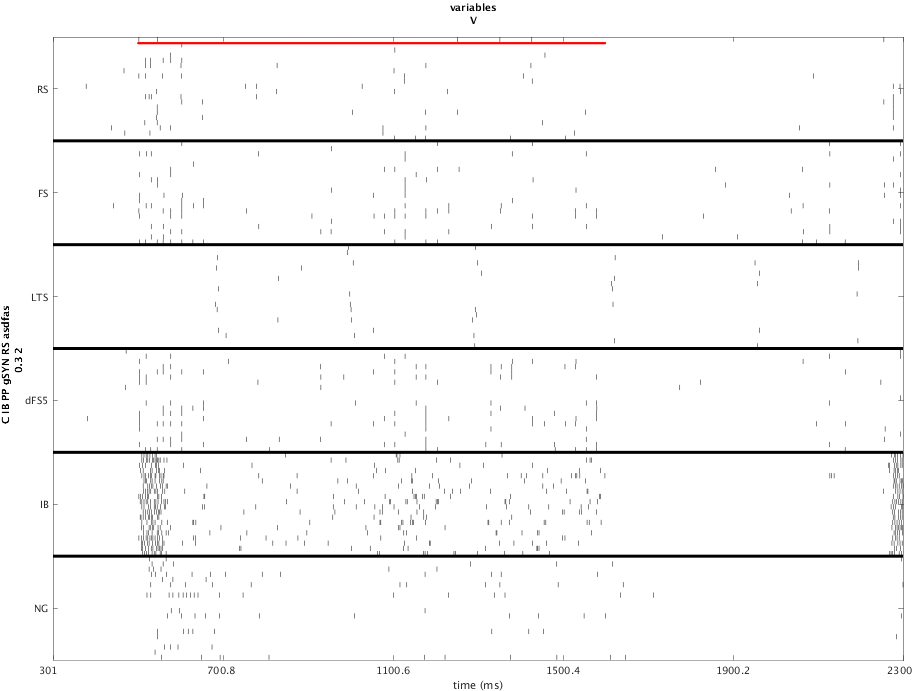 variables
V
C IB PP gSYN RS asdfas
0.3 2
RS
FS
LTS
dFS5
IB
NG
301
700.8
1100.6
1500.4
1900.2
2300
time (ms)